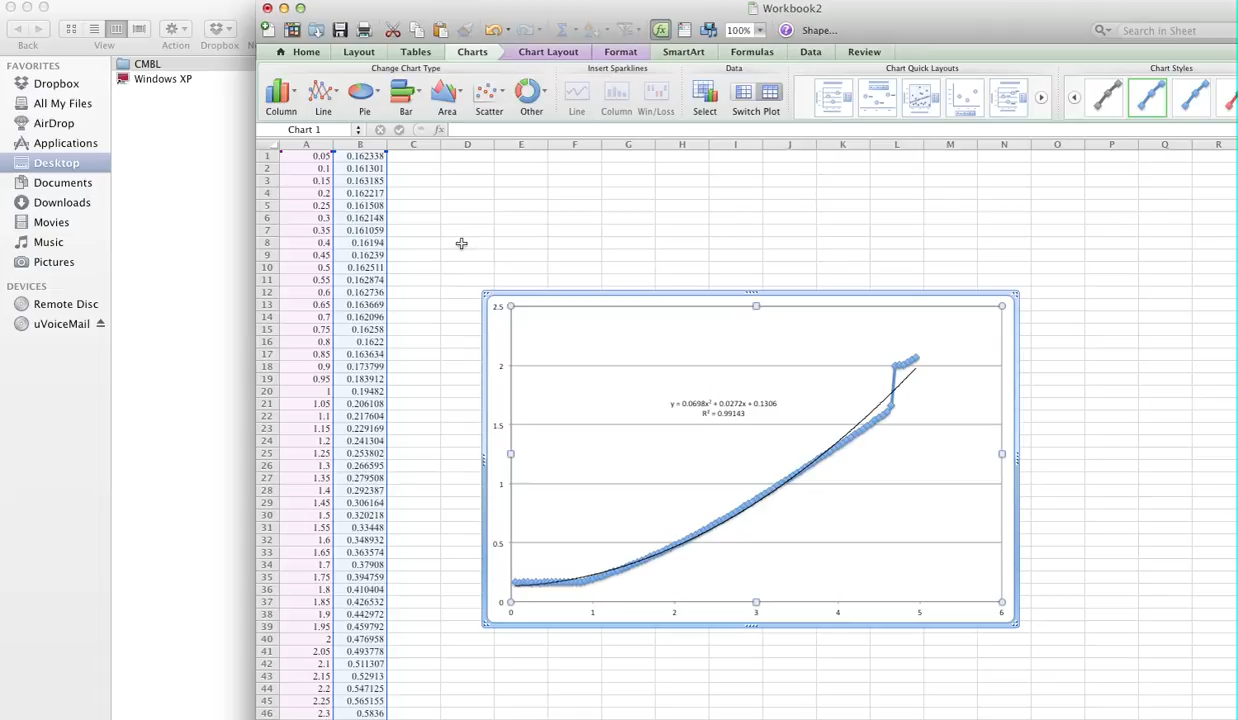 Workbook2
Back View Action Dropbox
100% Shape... Search in Sheet
Home Layout Tables Charts Chart Layout Format SmartArt Formulas Data Review
Change Chart Type Insert Sparklines Data Chart Quick Layouts Chart Styles
Column Line Pie Bar Area Scatter Other Line Column Win/Loss Select Switch Plot
Chart 1 fx
FAVORITES
Dropbox
All My Files
AirDrop
Applications
Desktop
Documents
Downloads
Movies
Music
Pictures
DEVICES
Remote Disc
uVoiceMail
CMBL
Windows XP
A B C D E F G H I J K L M N O P Q R
1 0.05 0.162338
2 0.1 0.161301
3 0.15 0.163185
4 0.2 0.162217
5 0.25 0.161508
6 0.3 0.162148
7 0.35 0.161059
8 0.4 0.16194
9 0.45 0.16239
10 0.5 0.162511
11 0.55 0.162874
12 0.6 0.162736
13 0.65 0.163669
14 0.7 0.162096
15 0.75 0.16258
16 0.8 0.1622
17 0.85 0.163634
18 0.9 0.173799
19 0.95 0.183912
20 1 0.19482
21 1.05 0.206108
22 1.1 0.217604
23 1.15 0.229169
24 1.2 0.241304
25 1.25 0.253802
26 1.3 0.266595
27 1.35 0.279508
28 1.4 0.292387
29 1.45 0.306164
30 1.5 0.320218
31 1.55 0.33448
32 1.6 0.348932
33 1.65 0.363574
34 1.7 0.37908
35 1.75 0.394759
36 1.8 0.410404
37 1.85 0.426532
38 1.9 0.442972
39 1.95 0.459792
40 2 0.476958
41 2.05 0.493778
42 2.1 0.511307
43 2.15 0.52913
44 2.2 0.547125
45 2.25 0.565155
46 2.3 0.5836
2.5
2
1.5
1
0.5
0
y = 0.0698x² + 0.0272x + 0.1306
R² = 0.99143
0 1 2 3 4 5 6